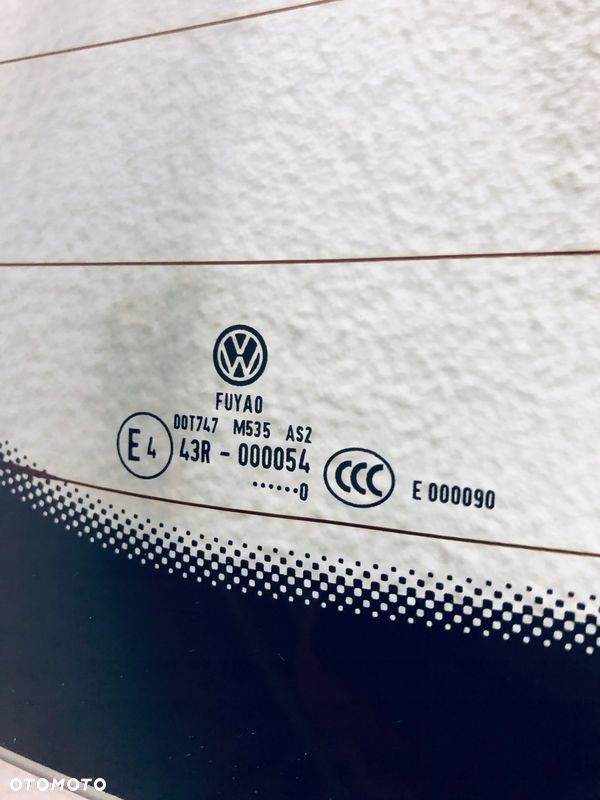 FUYAO
DOT747 M535 AS2
E4 43R - 000054
......0
CCC
E 000090
OTOMOTO